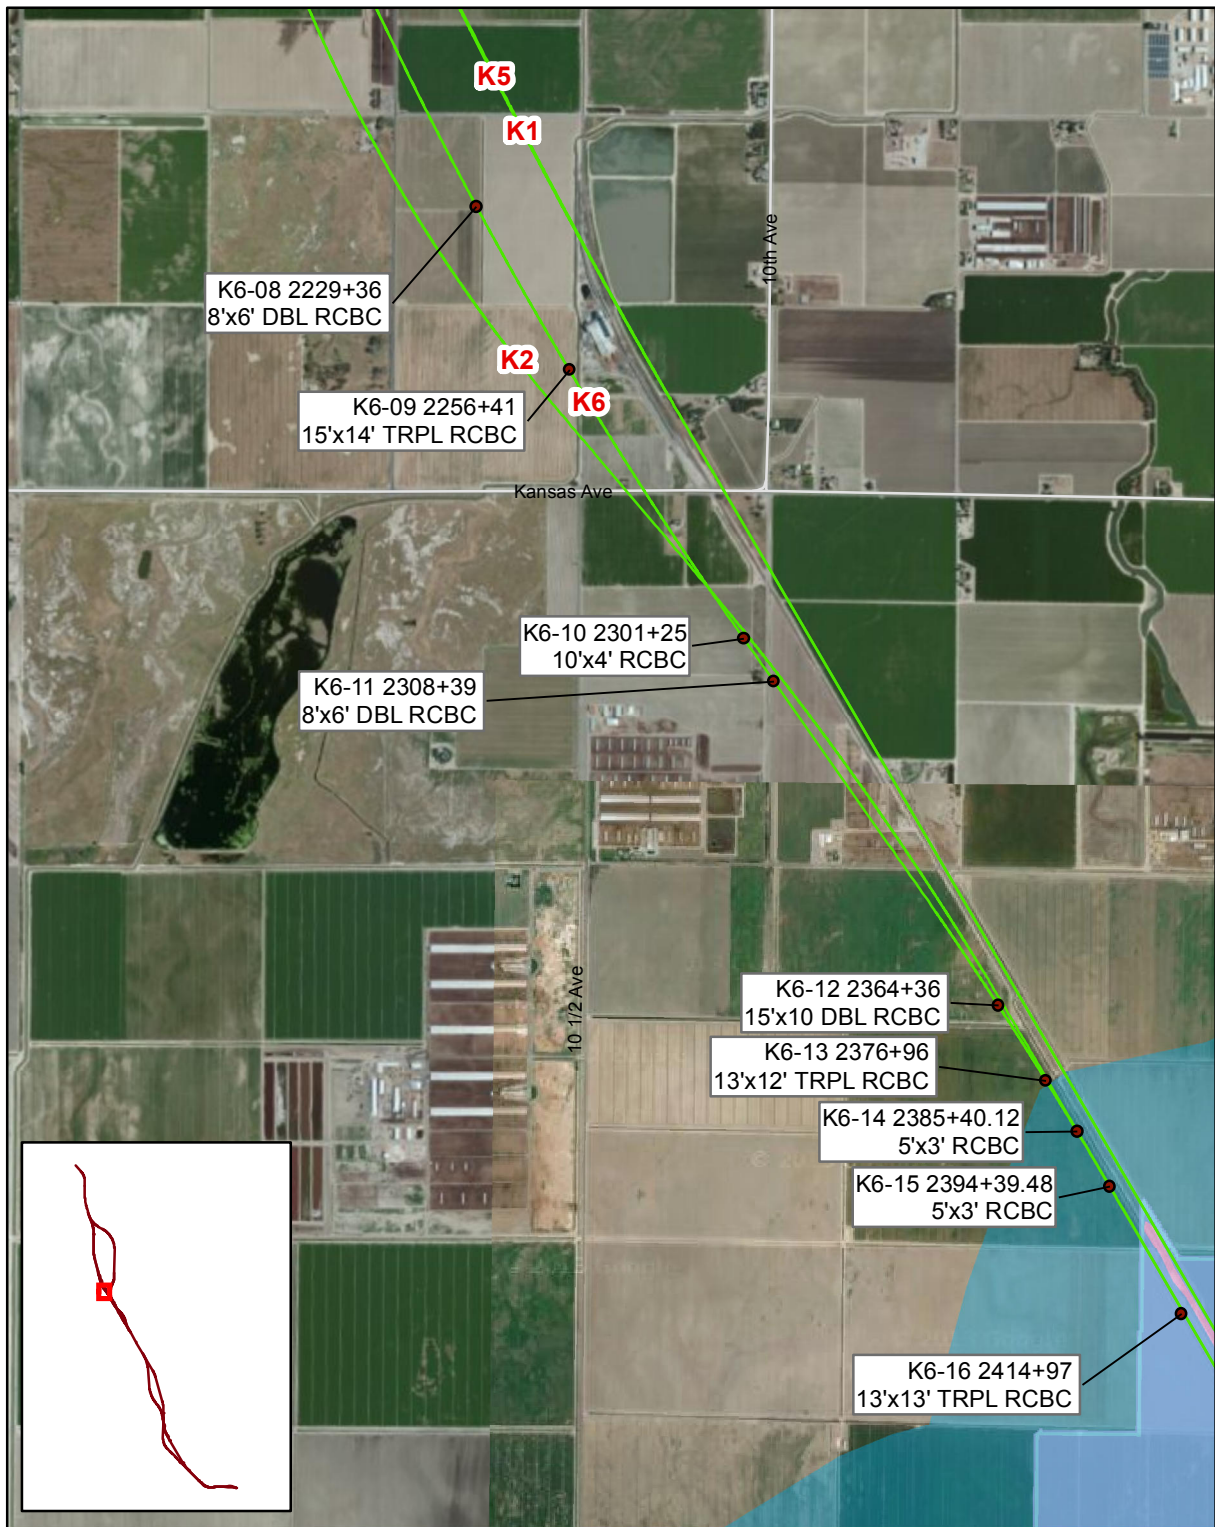 K5
K1
10th Ave
K6-08 2229+36
8'x6' DBL RCBC
K2
K6-09 2256+41
15'x14' TRPL RCBC
K6
Kansas Ave
K6-10 2301+25
10'x4' RCBC
K6-11 2308+39
8'x6' DBL RCBC
10 1/2 Ave
K6-12 2364+36
15'x10 DBL RCBC
K6-13 2376+96
13'x12' TRPL RCBC
K6-14 2385+40.12
5'x3' RCBC
K6-15 2394+39.48
5'x3' RCBC
K6-16 2414+97
13'x13' TRPL RCBC